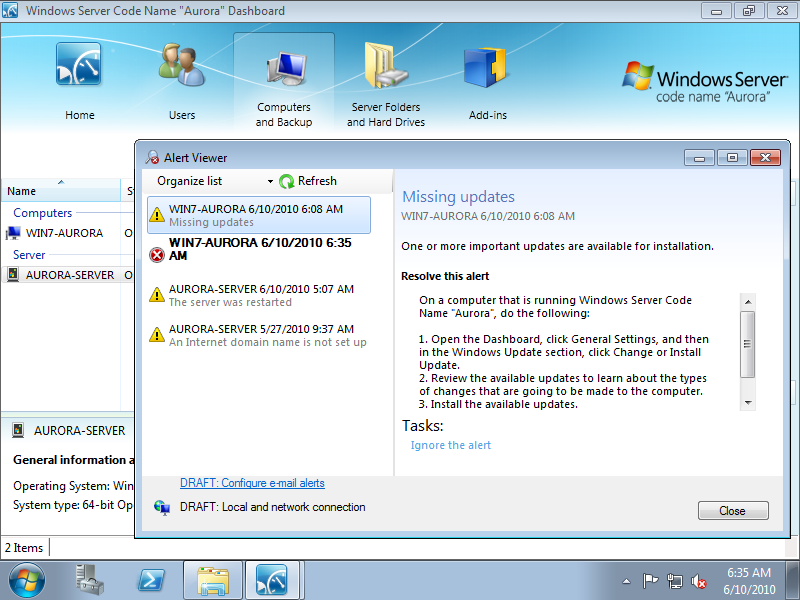 Windows Server Code Name "Aurora" Dashboard
Home
Users
Computers
and Backup
Server Folders
and Hard Drives
Add-ins
Windows Server
code name "Aurora"
Name
Computers
WIN7-AURORA
Server
AURORA-SERVER
AURORA-SERVER
General information a
Operating System: Win
System type: 64-bit Op
2 Items
Alert Viewer
Organize list
Refresh
WIN7-AURORA 6/10/2010 6:08 AM
Missing updates
WIN7-AURORA 6/10/2010 6:35
AM
AURORA-SERVER 6/10/2010 5:07 AM
The server was restarted
AURORA-SERVER 5/27/2010 9:37 AM
An Internet domain name is not set up
Missing updates
WIN7-AURORA 6/10/2010 6:08 AM
One or more important updates are available for installation.
Resolve this alert
On a computer that is running Windows Server Code
Name "Aurora", do the following:
1. Open the Dashboard, click General Settings, and then
in the Windows Update section, click Change or Install
Update.
2. Review the available updates to learn about the types
of changes that are going to be made to the computer.
3. Install the available updates.
Tasks:
Ignore the alert
DRAFT: Configure e-mail alerts
DRAFT: Local and network connection
Close
6:35 AM
6/10/2010